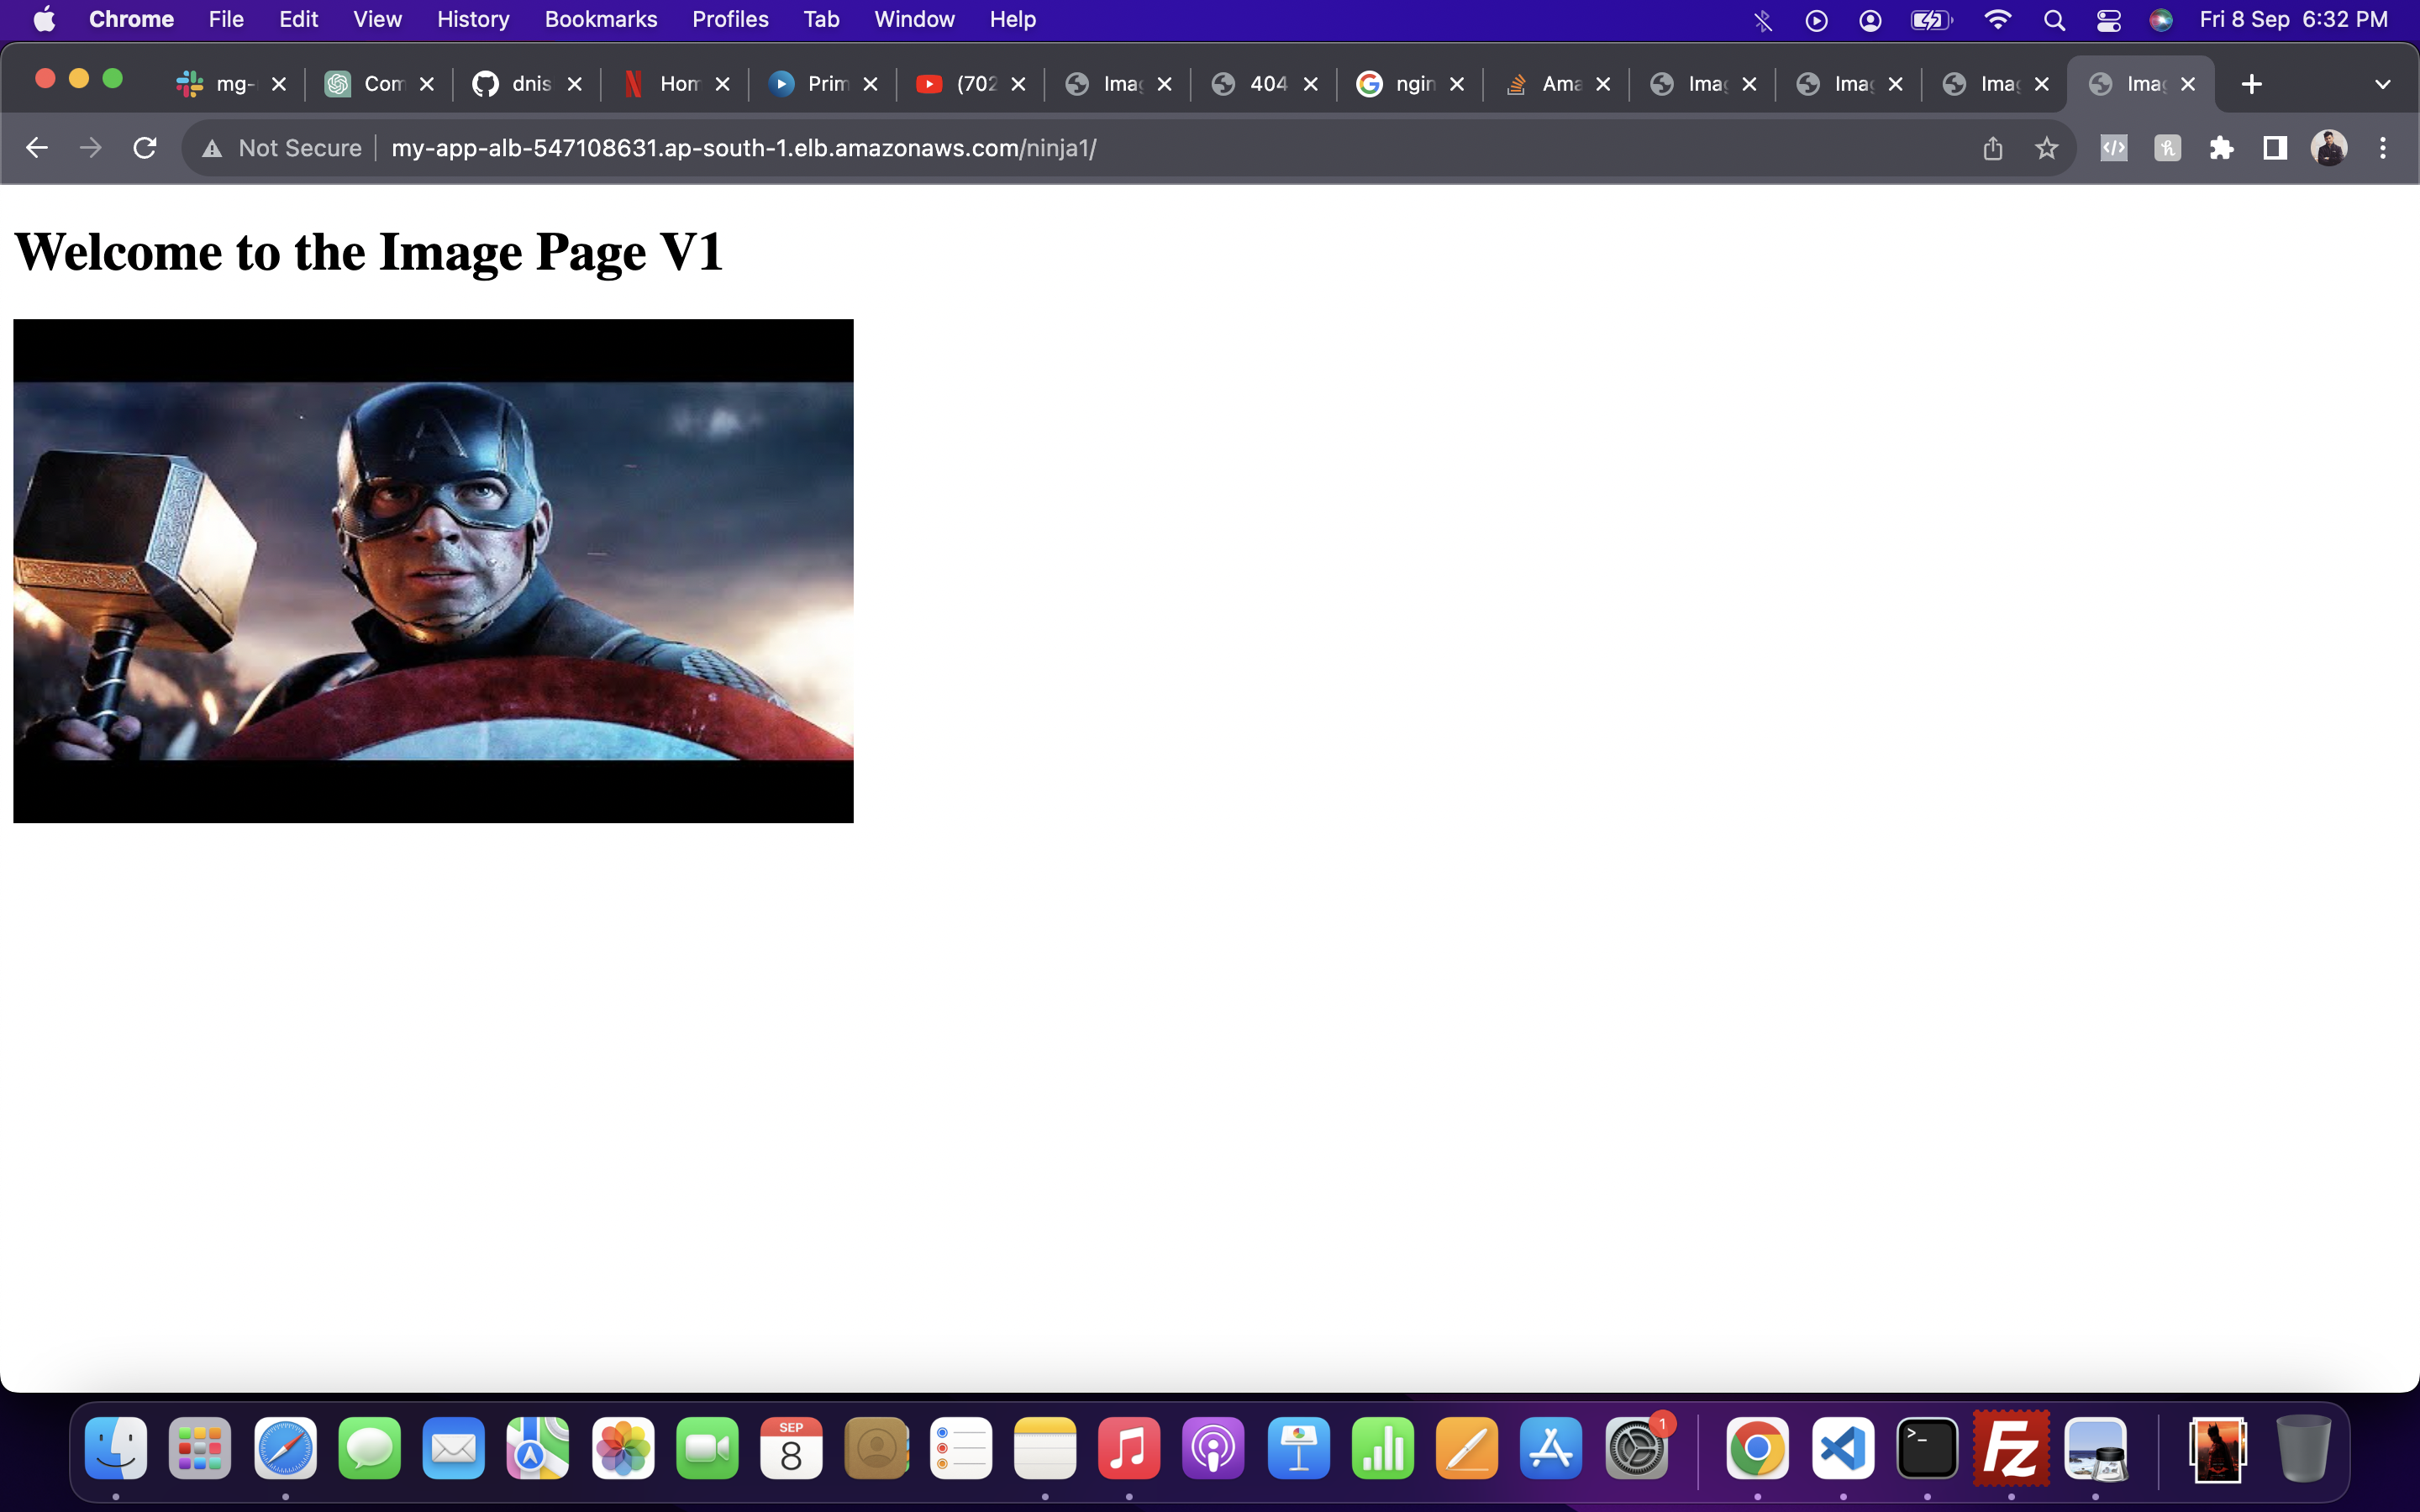 Chrome File Edit View History Bookmarks Profiles Tab Window Help Fri 8 Sep 6:32 PM
mg- Com dnis Hom Prim (702 Imag 404 ngin Ama Imag Imag Imag Imag
Not Secure my-app-alb-547108631.ap-south-1.elb.amazonaws.com/ninja1/
Welcome to the Image Page V1
A
SEP
8
1
>_
Fz